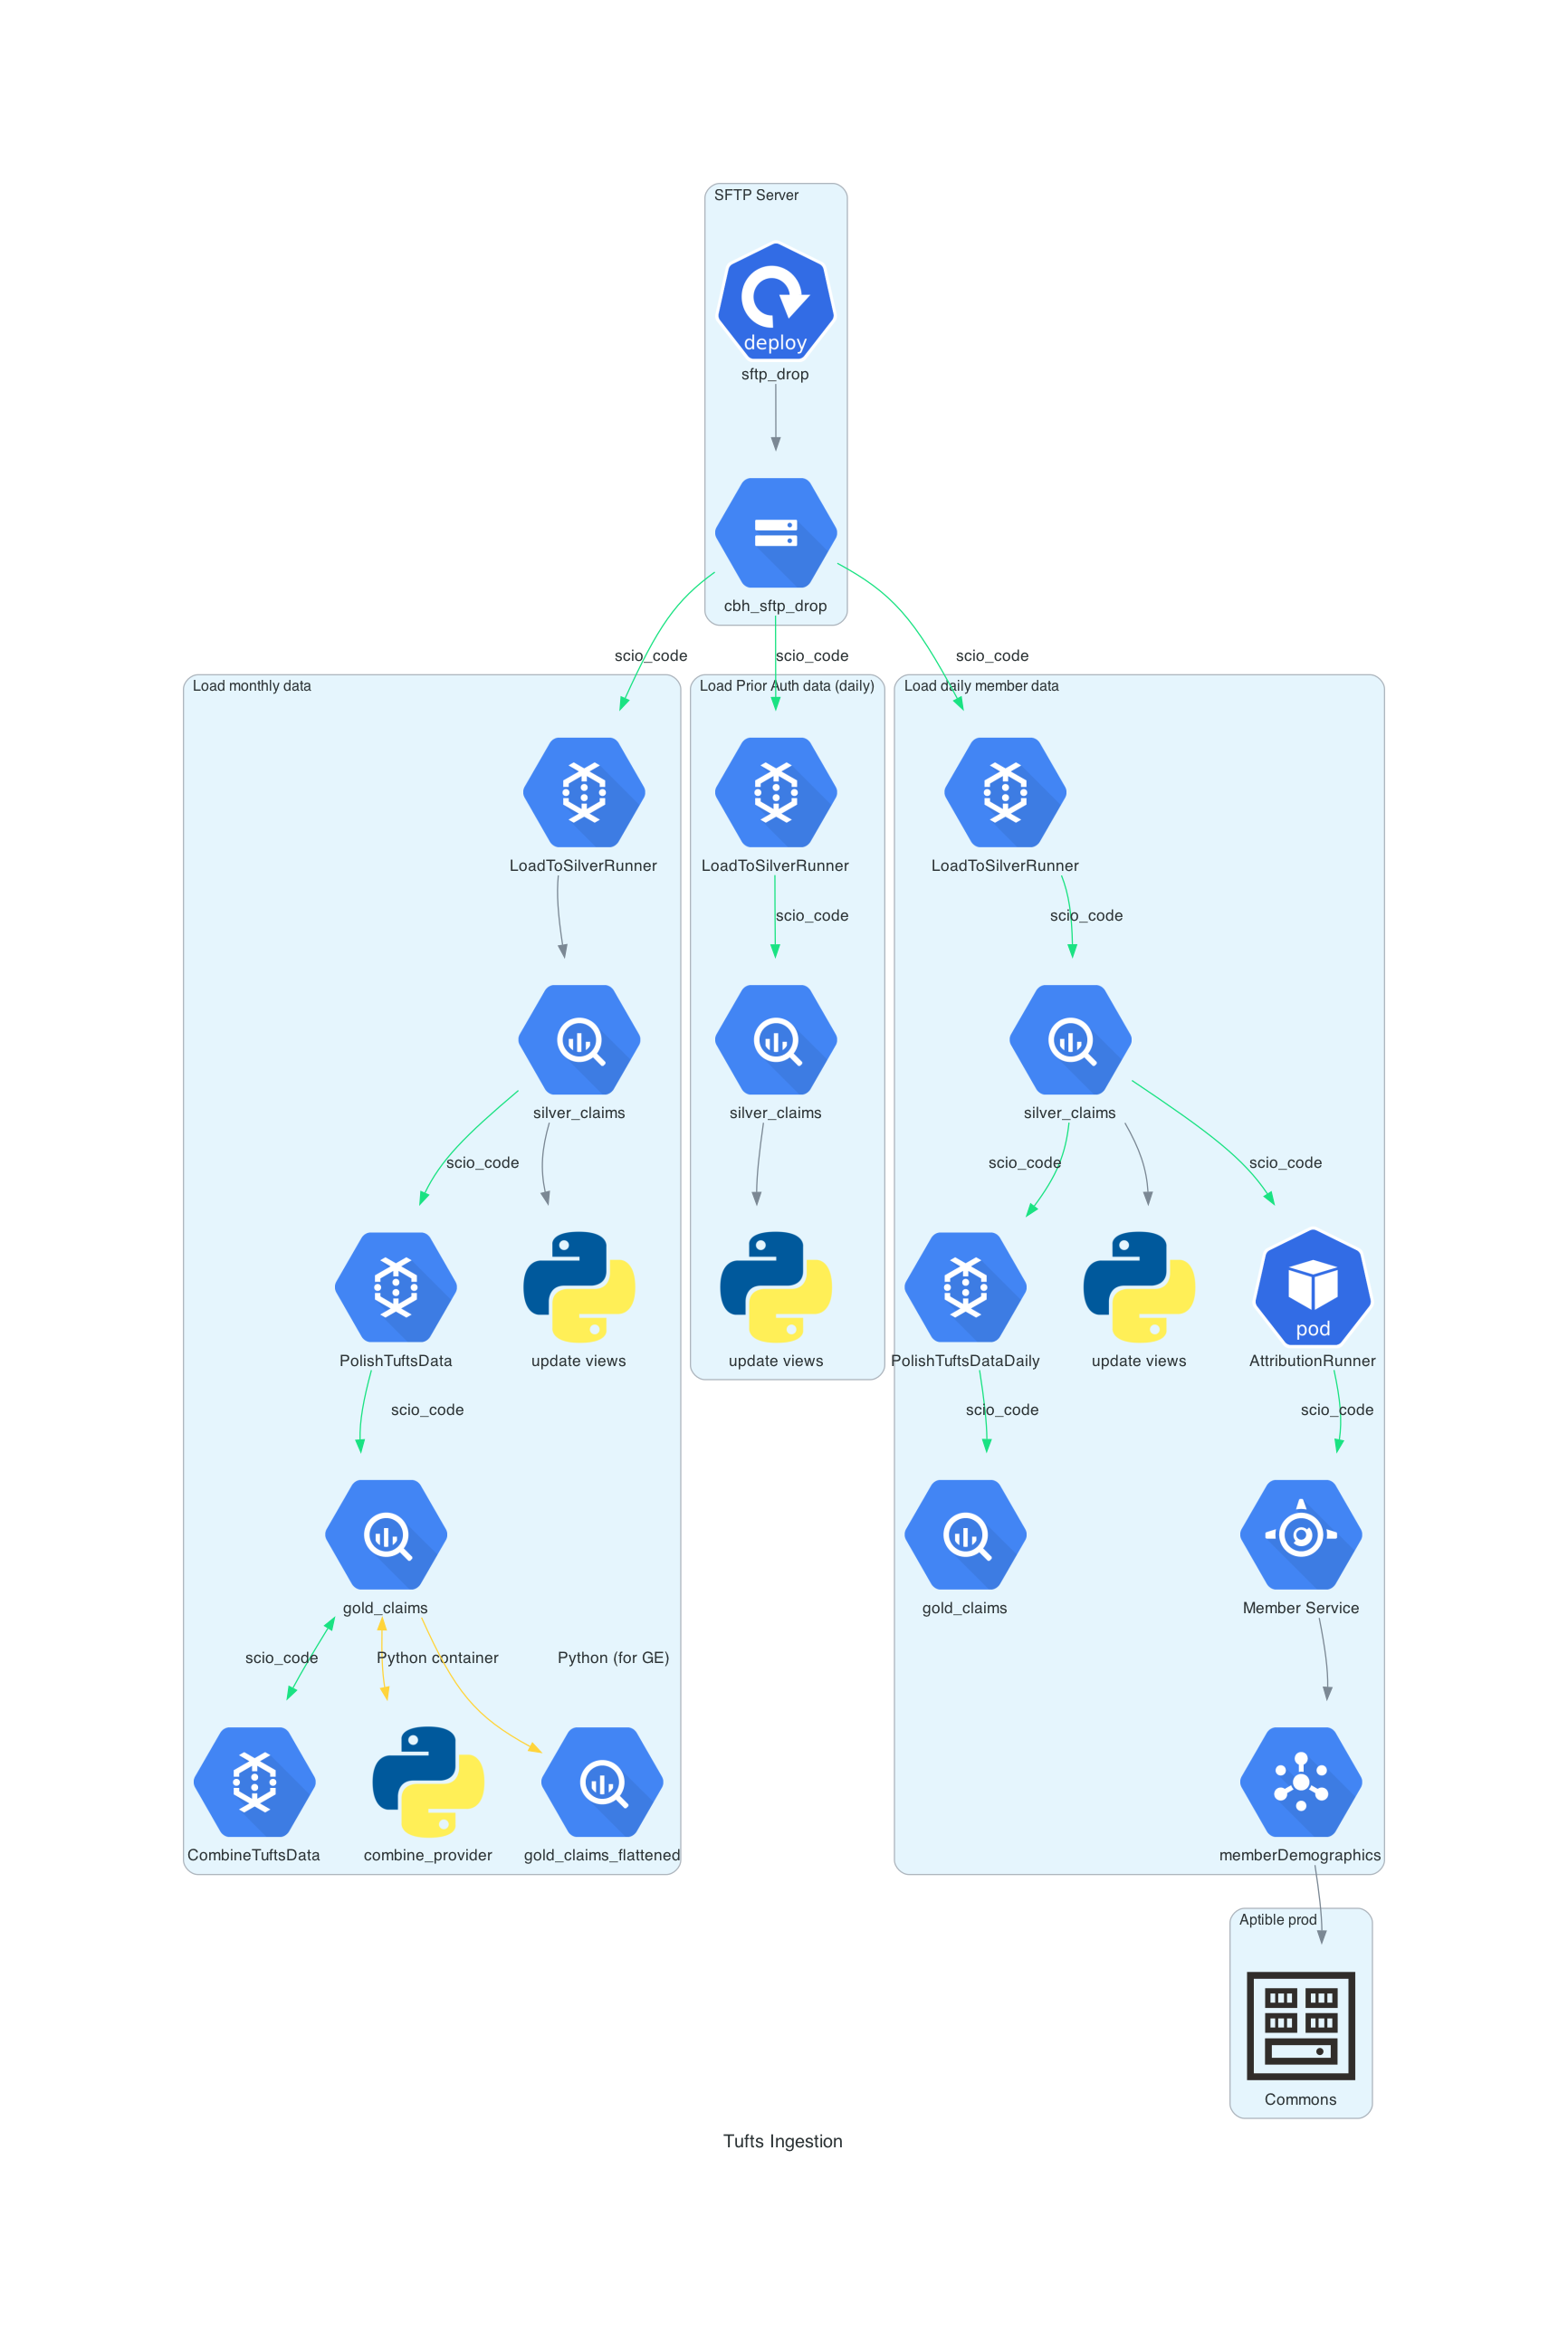 SFTP Server
deploy
sftp_drop
cbh_sftp_drop
scio_code
scio_code
scio_code
Load monthly data
Load Prior Auth data (daily)
Load daily member data
LoadToSilverRunner
LoadToSilverRunner
LoadToSilverRunner
scio_code
scio_code
silver_claims
silver_claims
silver_claims
scio_code
scio_code
scio_code
pod
PolishTuftsData
update views
update views
PolishTuftsDataDaily
update views
AttributionRunner
scio_code
scio_code
scio_code
gold_claims
gold_claims
Member Service
scio_code
Python container
Python (for GE)
CombineTuftsData
combine_provider
gold_claims_flattened
memberDemographics
Aptible prod
Commons
Tufts Ingestion